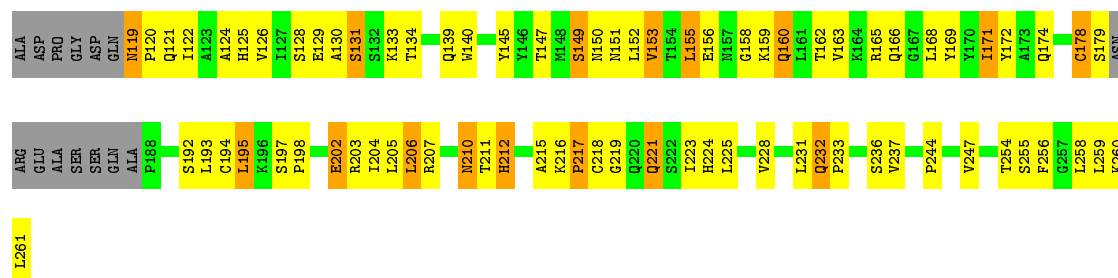 ALA ASP PRO GLY ASP GLN N119 P120 Q121 I122 A123 A124 H125 V126 I127 S128 E129 A130 S131 S132 K133 T134 Q139 W140 Y145 Y146 T147 M148 S149 N150 N151 L152 V153 T154 L155 E156 N157 G158 K159 Q160 L161 T162 V163 K164 R165 Q166 G167 L168 Y169 Y170 I171 Y172 A173 Q174 C178 S179 ASN
ARG GLU ALA SER SER GLN ALA P188 S192 L193 C194 L195 K196 S197 P198 E202 R203 I204 L205 L206 R207 N210 T211 H212 A215 K216 P217 C218 G219 Q220 Q221 S222 I223 H224 L225 V228 L231 Q232 P233 S236 V237 P244 V247 T254 S255 F256 G257 L258 L259 K260
L261